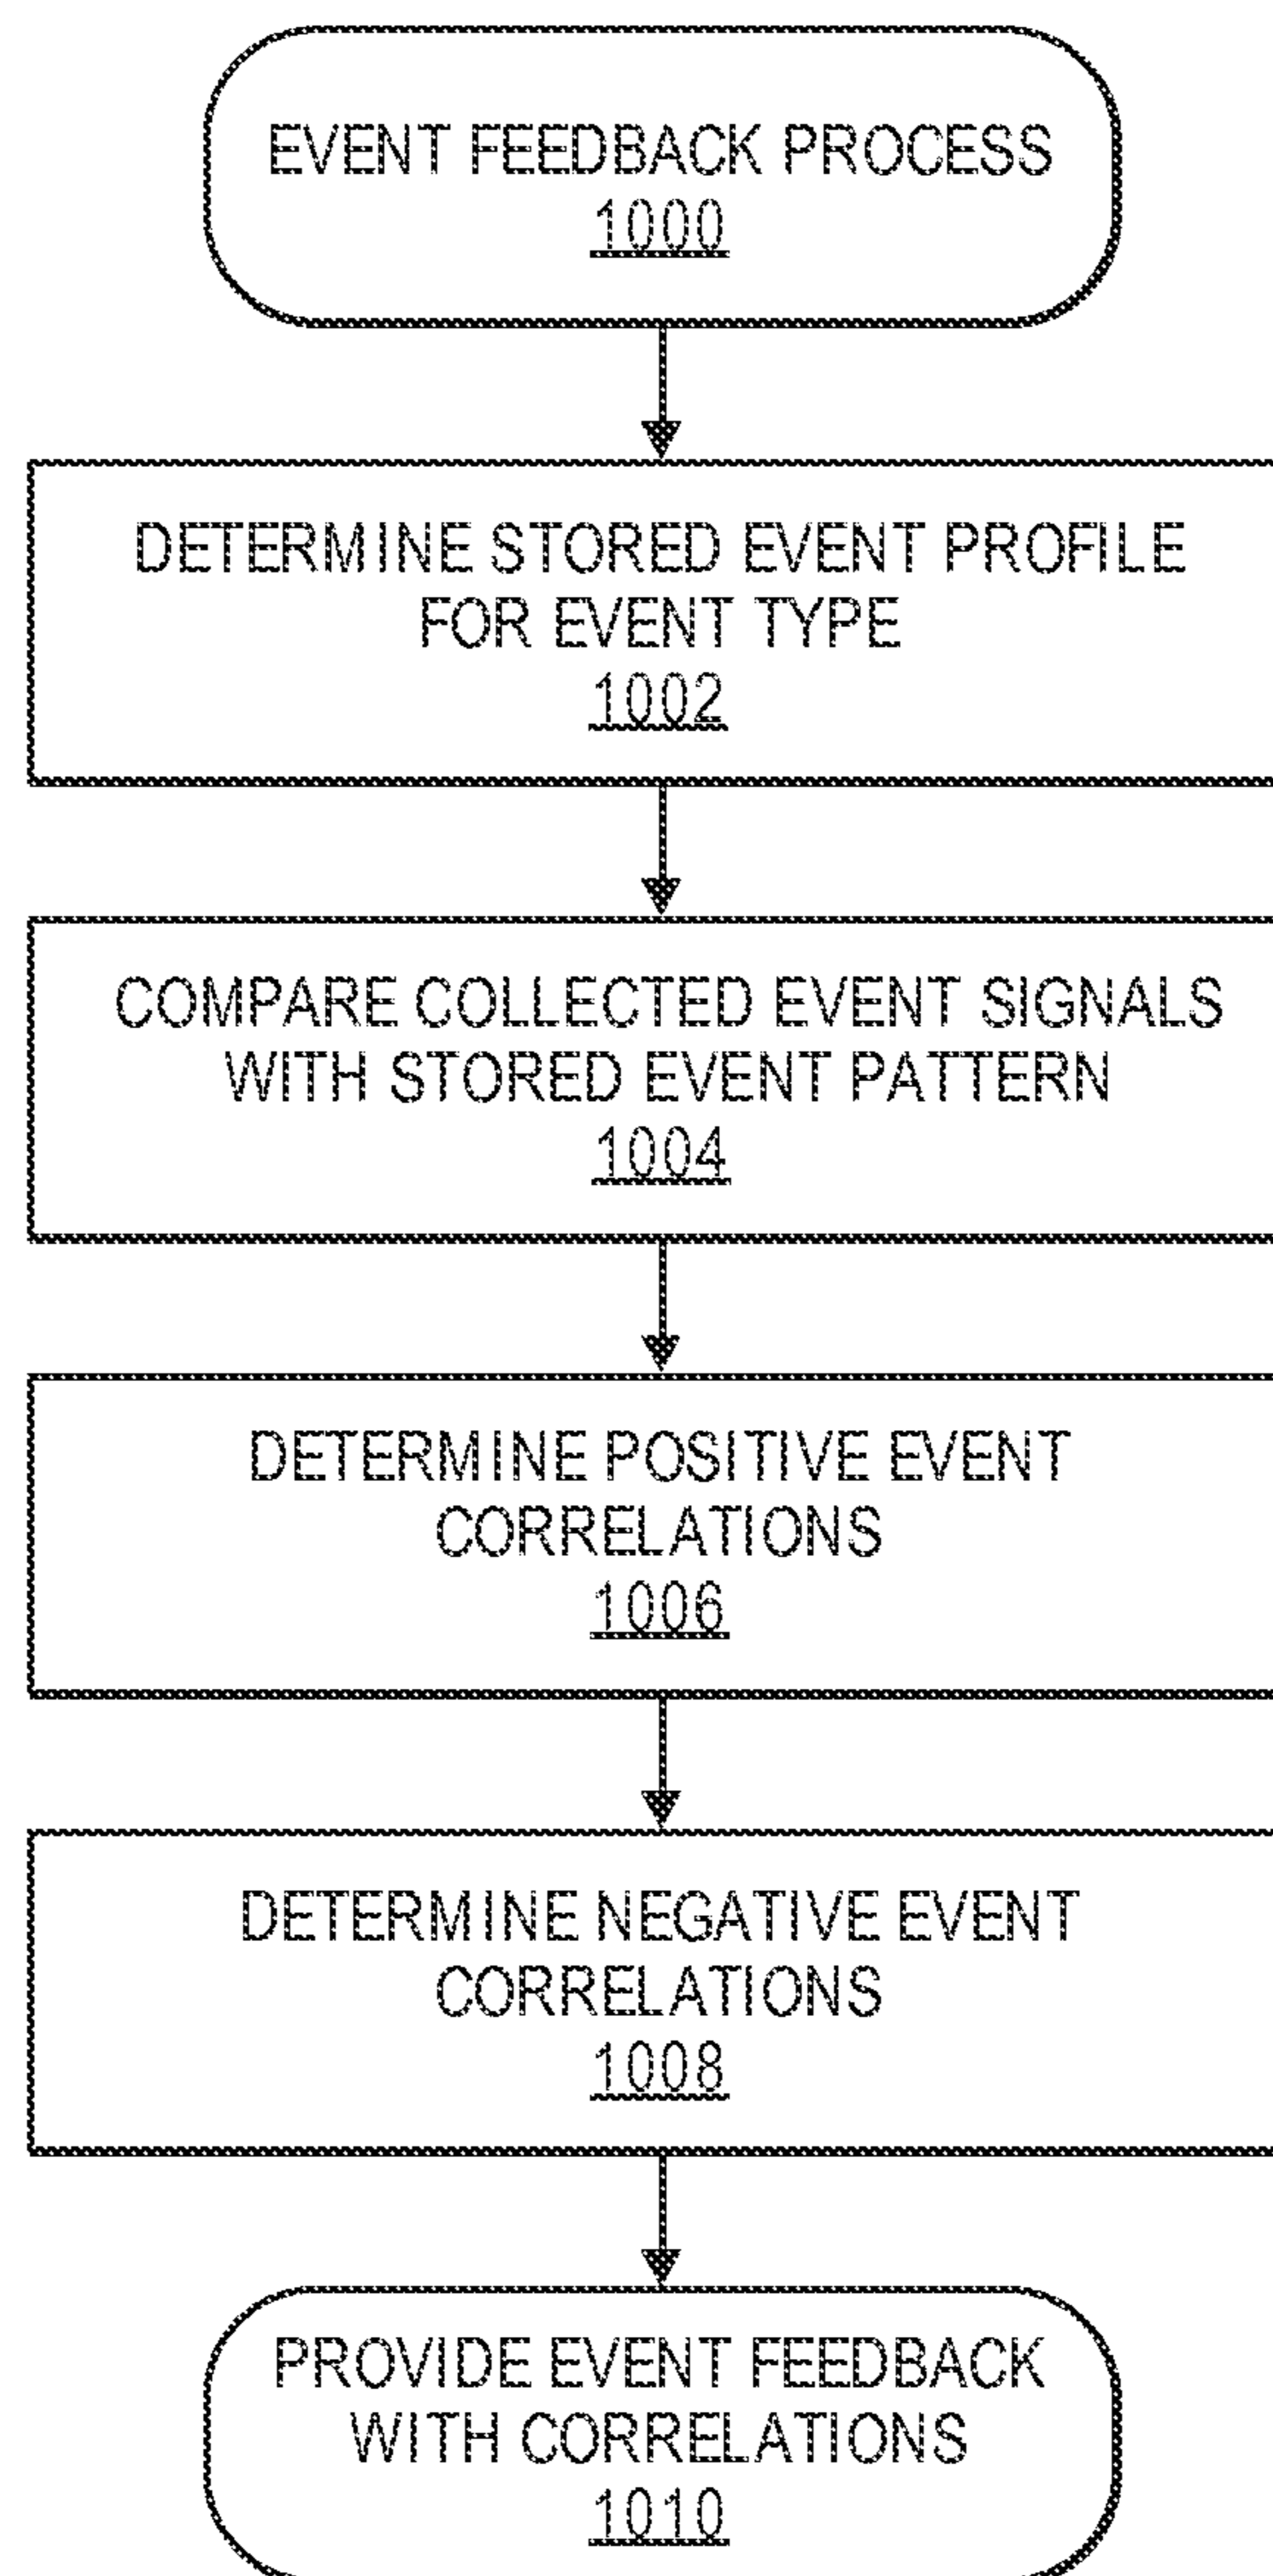 EVENT FEEDBACK PROCESS
1000
DETERMINE STORED EVENT PROFILE
FOR EVENT TYPE
1002
COMPARE COLLECTED EVENT SIGNALS
WITH STORED EVENT PATTERN
1004
DETERMINE POSITIVE EVENT
CORRELATIONS
1006
DETERMINE NEGATIVE EVENT
CORRELATIONS
1008
PROVIDE EVENT FEEDBACK
WITH CORRELATIONS
1010